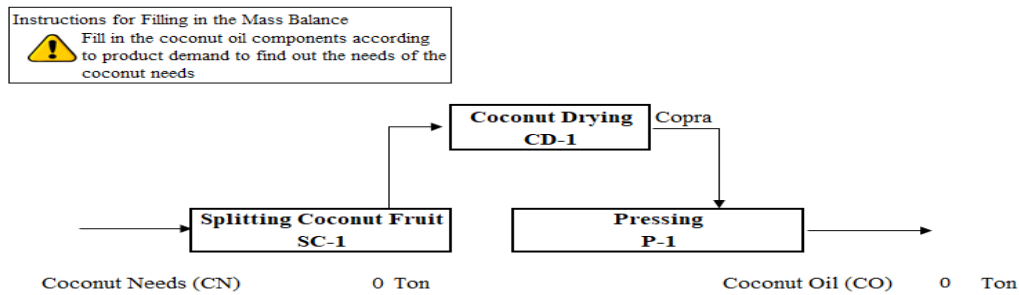 Instructions for Filling in the Mass Balance
Fill in the coconut oil components according
to product demand to find out the needs of the
coconut needs
Coconut Drying
CD-1
Copra
Splitting Coconut Fruit
SC-1
Pressing
P-1
Coconut Needs (CN) 0 Ton
Coconut Oil (CO) 0 Ton